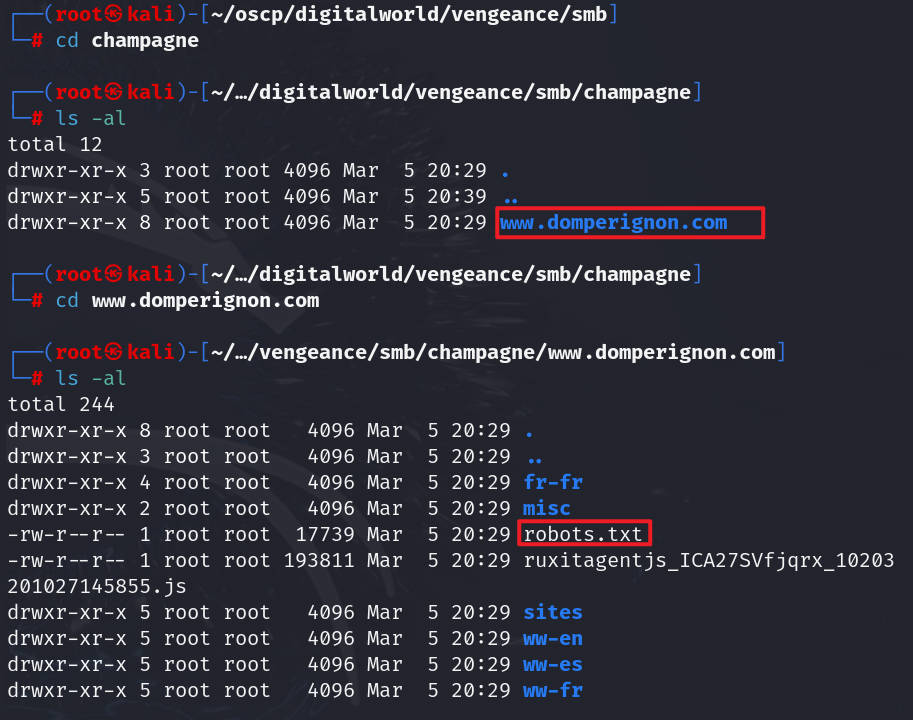 ┌──(root㉿kali)-[~/oscp/digitalworld/vengeance/smb]
└─# cd champagne
┌──(root㉿kali)-[~/…/digitalworld/vengeance/smb/champagne]
└─# ls -al
total 12
drwxr-xr-x 3 root root 4096 Mar  5 20:29 .
drwxr-xr-x 5 root root 4096 Mar  5 20:39 ..
drwxr-xr-x 8 root root 4096 Mar  5 20:29 www.domperignon.com
┌──(root㉿kali)-[~/…/digitalworld/vengeance/smb/champagne]
└─# cd www.domperignon.com
┌──(root㉿kali)-[~/…/vengeance/smb/champagne/www.domperignon.com]
└─# ls -al
total 244
drwxr-xr-x 8 root root   4096 Mar  5 20:29 .
drwxr-xr-x 3 root root   4096 Mar  5 20:29 ..
drwxr-xr-x 4 root root   4096 Mar  5 20:29 fr-fr
drwxr-xr-x 2 root root   4096 Mar  5 20:29 misc
-rw-r--r-- 1 root root  17739 Mar  5 20:29 robots.txt
-rw-r--r-- 1 root root 193811 Mar  5 20:29 ruxitagentjs_ICA27SVfjqrx_10203
201027145855.js
drwxr-xr-x 5 root root   4096 Mar  5 20:29 sites
drwxr-xr-x 5 root root   4096 Mar  5 20:29 ww-en
drwxr-xr-x 5 root root   4096 Mar  5 20:29 ww-es
drwxr-xr-x 5 root root   4096 Mar  5 20:29 ww-fr